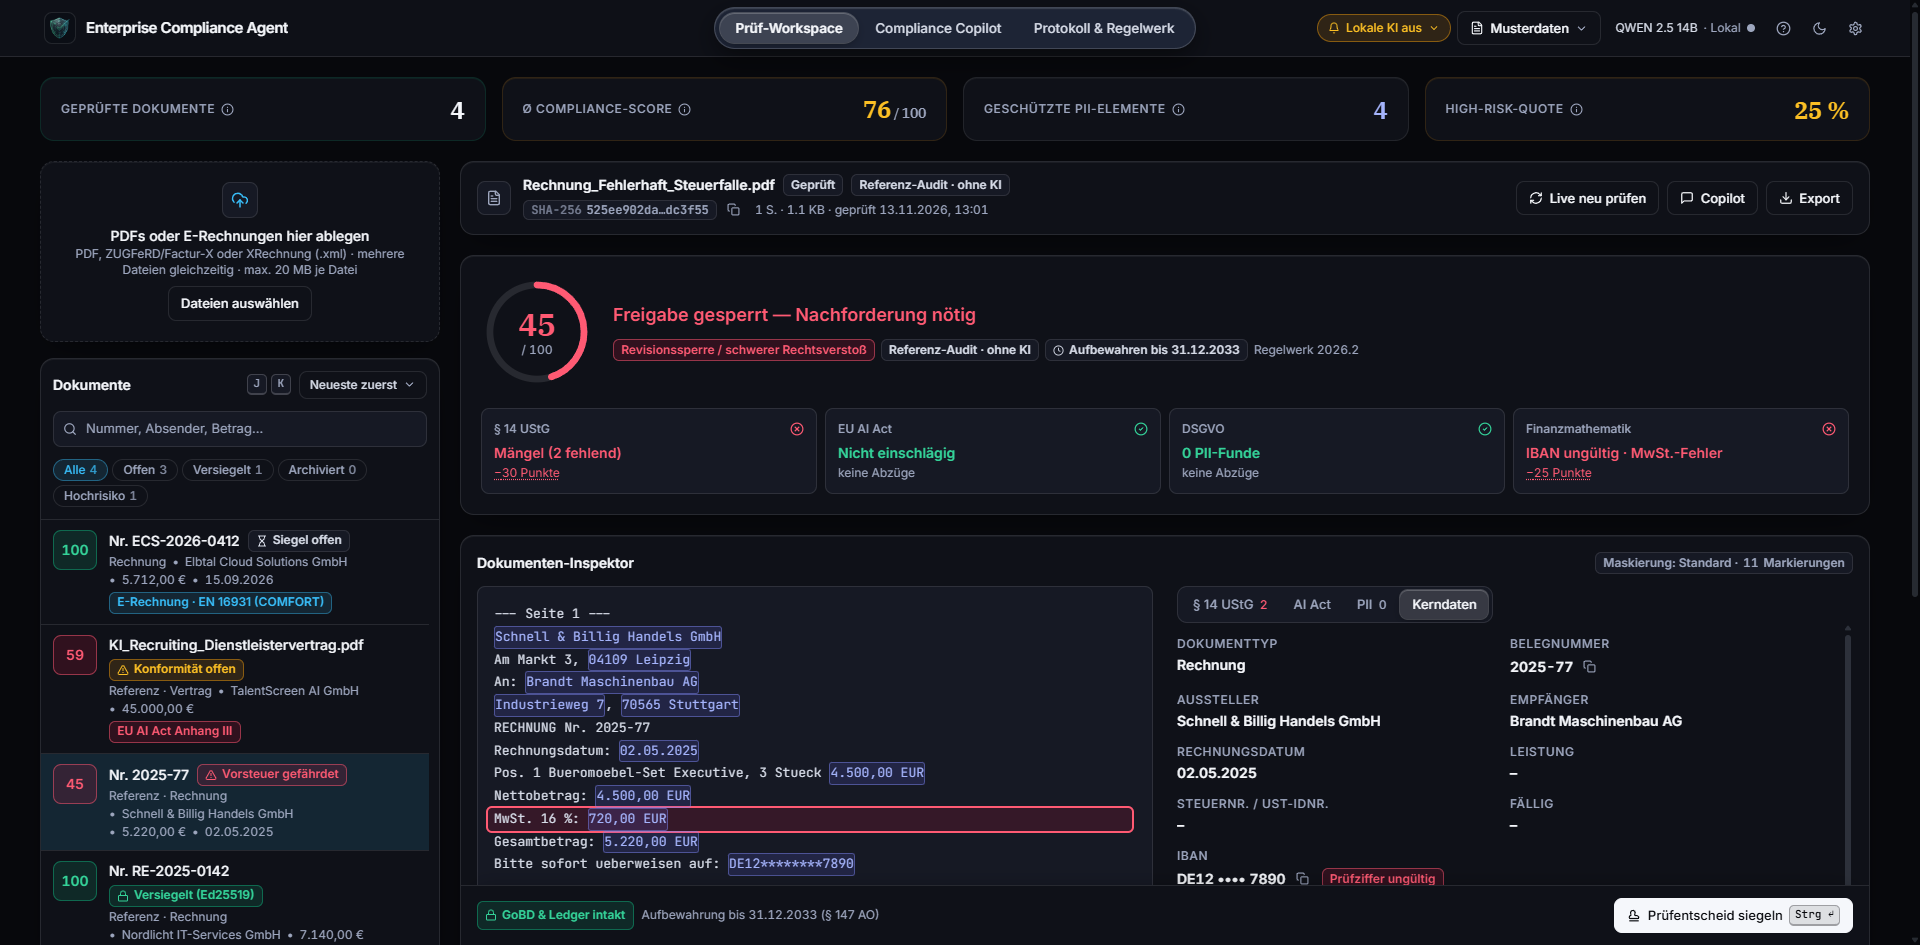 Enterprise Compliance Agent
Prüf-Workspace
Compliance Copilot
Protokoll & Regelwerk
Lokale KI aus
Musterdaten
QWEN 2.5 14B · Lokal
GEPRÜFTE DOKUMENTE
4
Ø COMPLIANCE-SCORE
76 / 100
GESCHÜTZTE PII-ELEMENTE
4
HIGH-RISK-QUOTE
25 %
PDFs oder E-Rechnungen hier ablegen
PDF, ZUGFeRD/Factur-X oder XRechnung (.xml) · mehrere
Dateien gleichzeitig · max. 20 MB je Datei
Dateien auswählen
Dokumente
J K
Neueste zuerst
Nummer, Absender, Betrag...
Alle 4
Offen 3
Versiegelt 1
Archiviert 0
Hochrisiko 1
100
Nr. ECS-2026-0412
Siegel offen
Rechnung • Elbtal Cloud Solutions GmbH
• 5.712,00 € • 15.09.2026
E-Rechnung · EN 16931 (COMFORT)
59
KI_Recruiting_Dienstleistervertrag.pdf
Konformität offen
Referenz · Vertrag • TalentScreen AI GmbH
• 45.000,00 €
EU AI Act Anhang III
45
Nr. 2025-77
Vorsteuer gefährdet
Referenz · Rechnung
• Schnell & Billig Handels GmbH
• 5.220,00 € • 02.05.2025
100
Nr. RE-2025-0142
Versiegelt (Ed25519)
Referenz · Rechnung
• Nordlicht IT-Services GmbH • 7.140,00 €
Rechnung_Fehlerhaft_Steuerfalle.pdf
Geprüft
Referenz-Audit · ohne KI
SHA-256 525ee902da…dc3f55
1 S. · 1.1 KB · geprüft 13.11.2026, 13:01
Live neu prüfen
Copilot
Export
45
/ 100
Freigabe gesperrt — Nachforderung nötig
Revisionssperre / schwerer Rechtsverstoß
Referenz-Audit · ohne KI
Aufbewahren bis 31.12.2033
Regelwerk 2026.2
§ 14 UStG
Mängel (2 fehlend)
−30 Punkte
EU AI Act
Nicht einschlägig
keine Abzüge
DSGVO
0 PII-Funde
keine Abzüge
Finanzmathematik
IBAN ungültig · MwSt.-Fehler
−25 Punkte
Dokumenten-Inspektor
Maskierung: Standard · 11 Markierungen
--- Seite 1 ---
Schnell & Billig Handels GmbH
Am Markt 3, 04109 Leipzig
An: Brandt Maschinenbau AG
Industrieweg 7, 70565 Stuttgart
RECHNUNG Nr. 2025-77
Rechnungsdatum: 02.05.2025
Pos. 1 Bueromoebel-Set Executive, 3 Stueck 4.500,00 EUR
Nettobetrag: 4.500,00 EUR
MwSt. 16 %: 720,00 EUR
Gesamtbetrag: 5.220,00 EUR
Bitte sofort ueberweisen auf: DE12********7890
§ 14 UStG 2
AI Act
PII 0
Kerndaten
DOKUMENTTYP
Rechnung
BELEGNUMMER
2025-77
AUSSTELLER
Schnell & Billig Handels GmbH
EMPFÄNGER
Brandt Maschinenbau AG
RECHNUNGSDATUM
02.05.2025
LEISTUNG
–
STEUERNR. / UST-IDNR.
–
FÄLLIG
–
IBAN
DE12 •••• 7890
Prüfziffer ungültig
GoBD & Ledger intakt
Aufbewahrung bis 31.12.2033 (§ 147 AO)
Prüfentscheid siegeln
Strg ↵